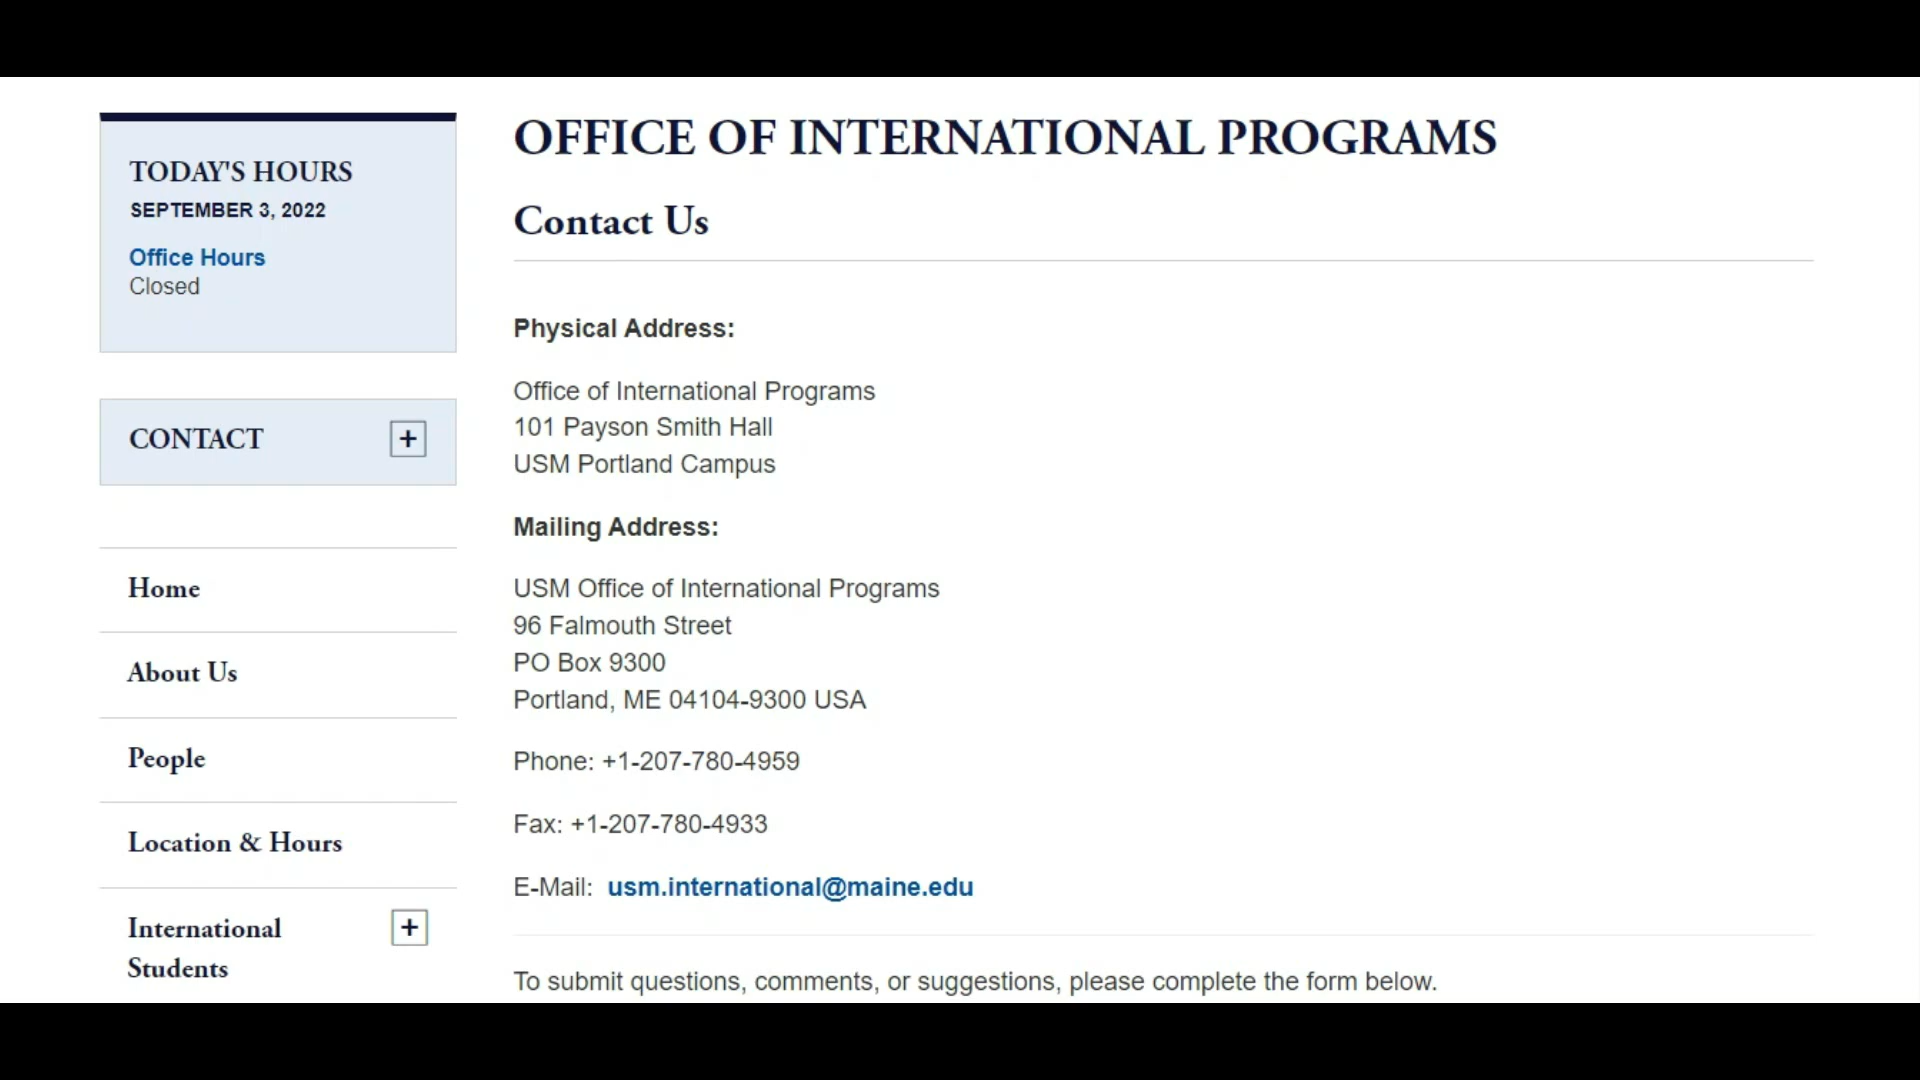 TODAY'S HOURS
SEPTEMBER 3, 2022
Office Hours
Closed
CONTACT
+
Home
About Us
People
Location & Hours
International
Students
+
OFFICE OF INTERNATIONAL PROGRAMS
Contact Us
Physical Address:
Office of International Programs
101 Payson Smith Hall
USM Portland Campus
Mailing Address:
USM Office of International Programs
96 Falmouth Street
PO Box 9300
Portland, ME 04104-9300 USA
Phone: +1-207-780-4959
Fax: +1-207-780-4933
E-Mail: usm.international@maine.edu
To submit questions, comments, or suggestions, please complete the form below.